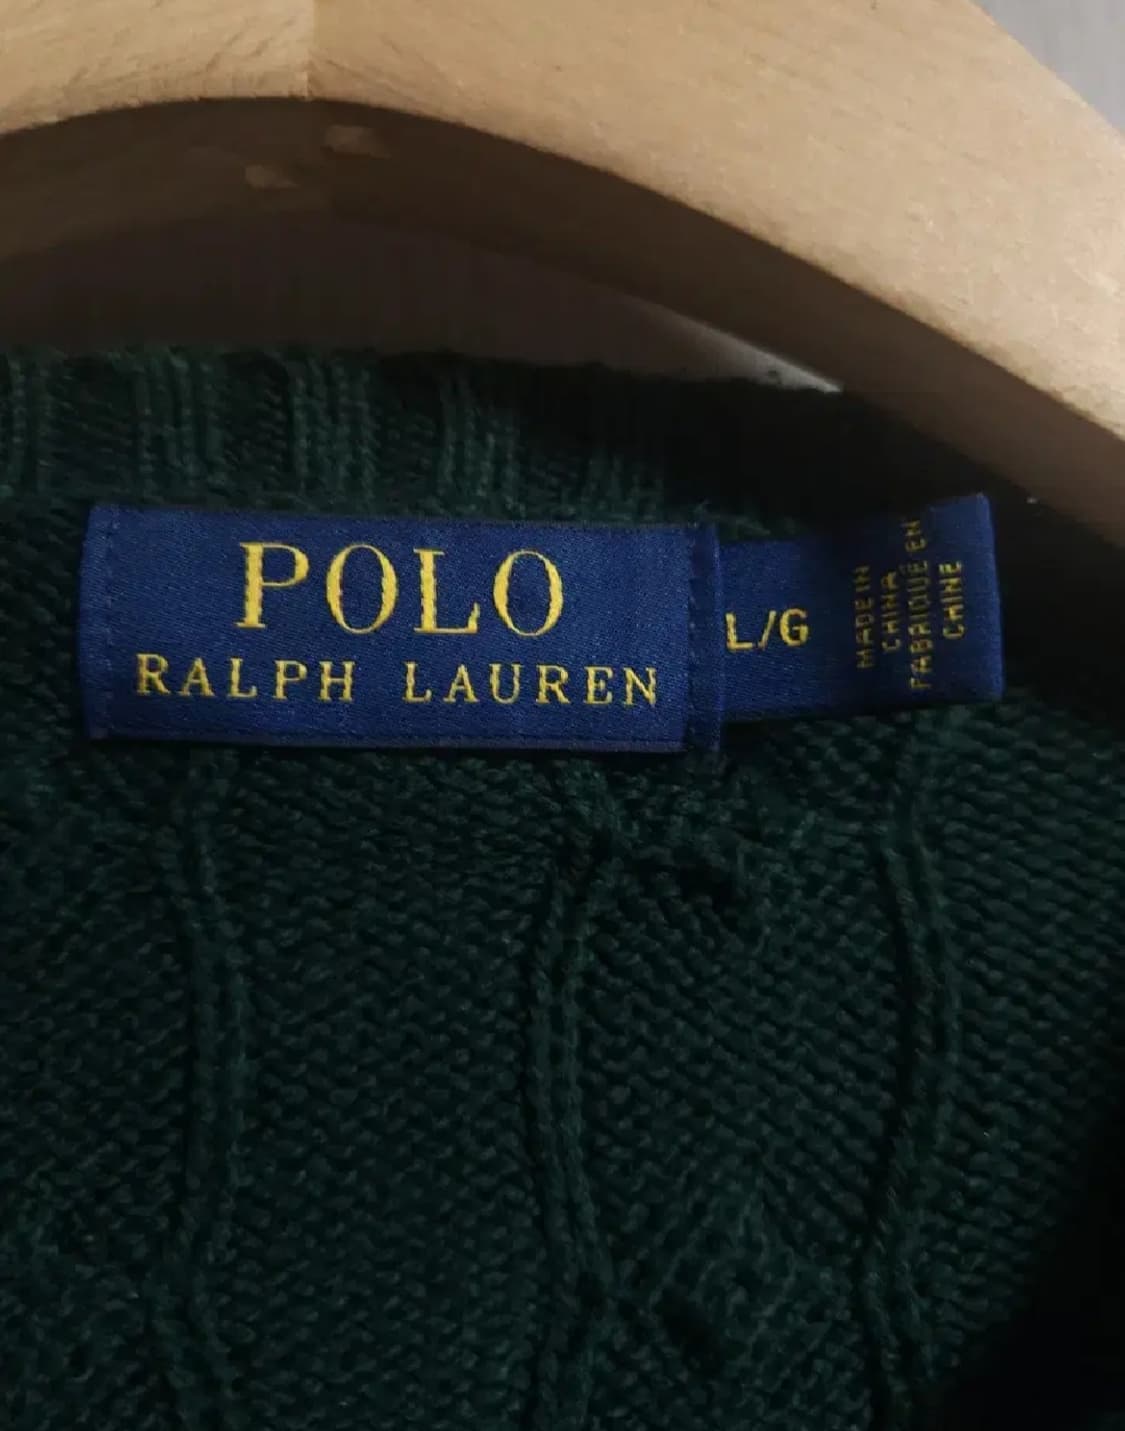 POLO
RALPH LAUREN
L/G
MADE IN
CHINA
FABRIQUÉ EN
CHINE